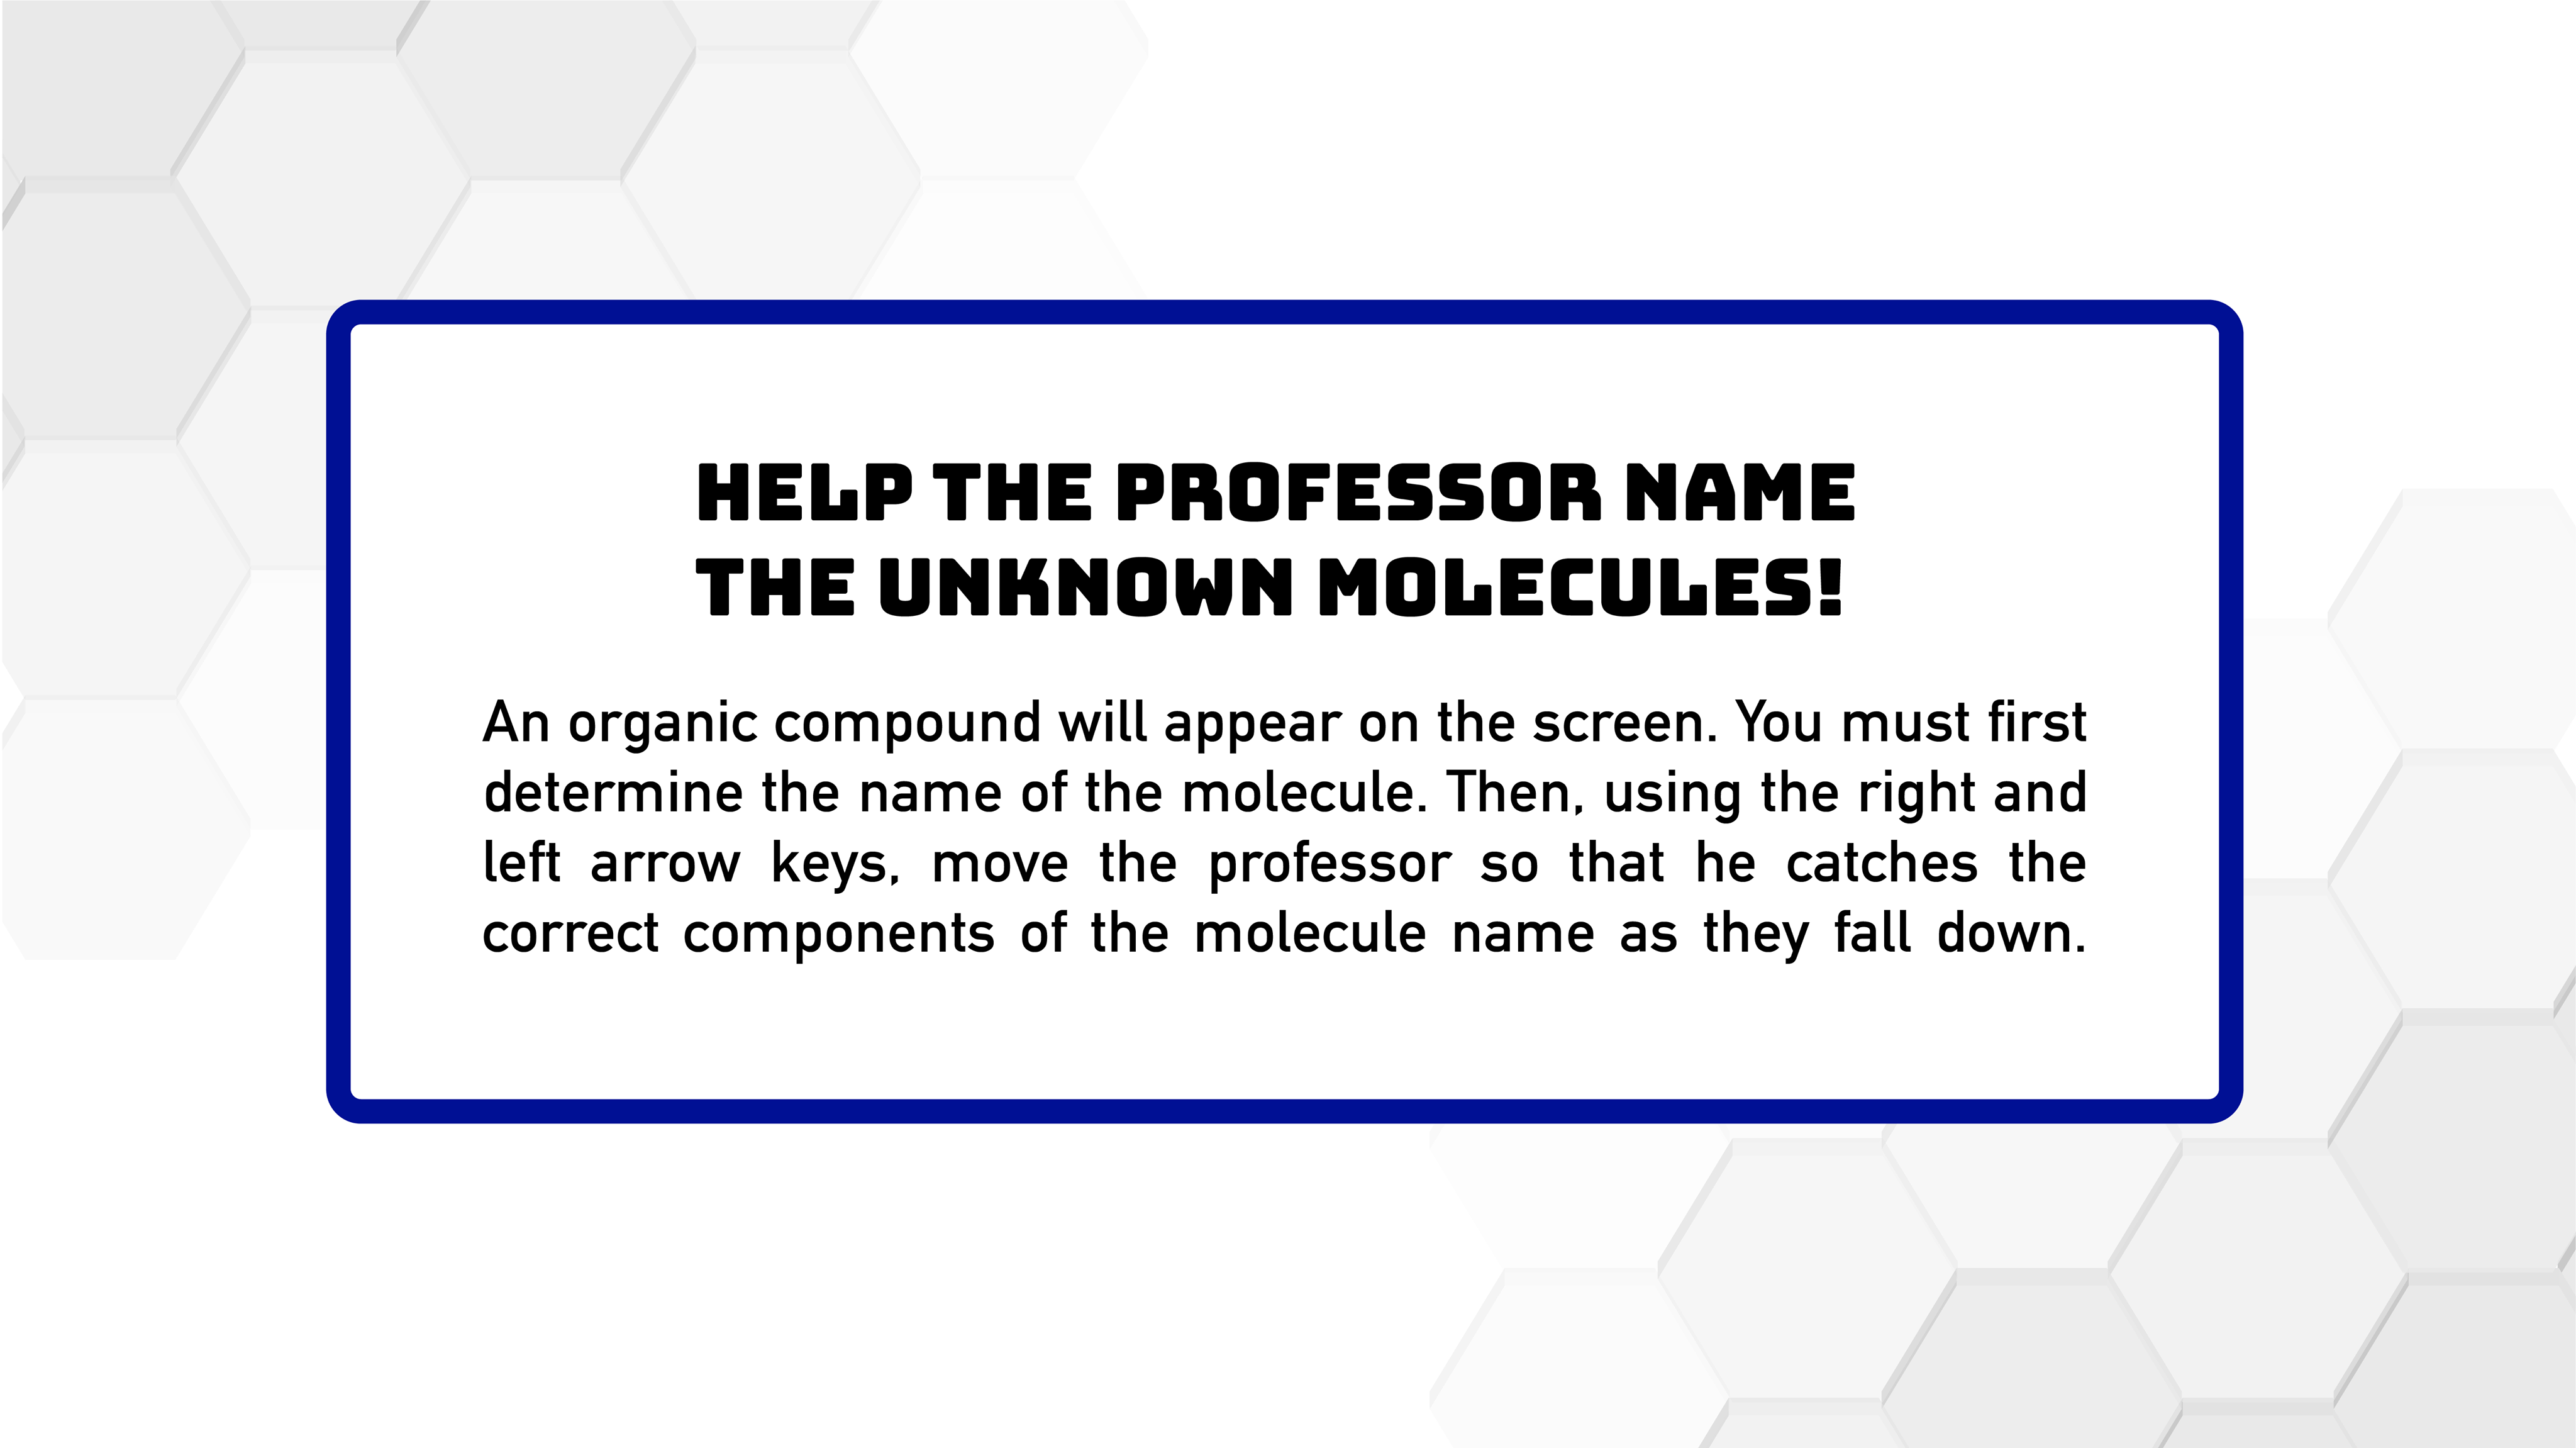 HELP THE PROFESSOR NAME
THE UNKNOWN MOLECULES!
An organic compound will appear on the screen. You must first
determine the name of the molecule. Then, using the right and
left arrow keys, move the professor so that he catches the
correct components of the molecule name as they fall down.